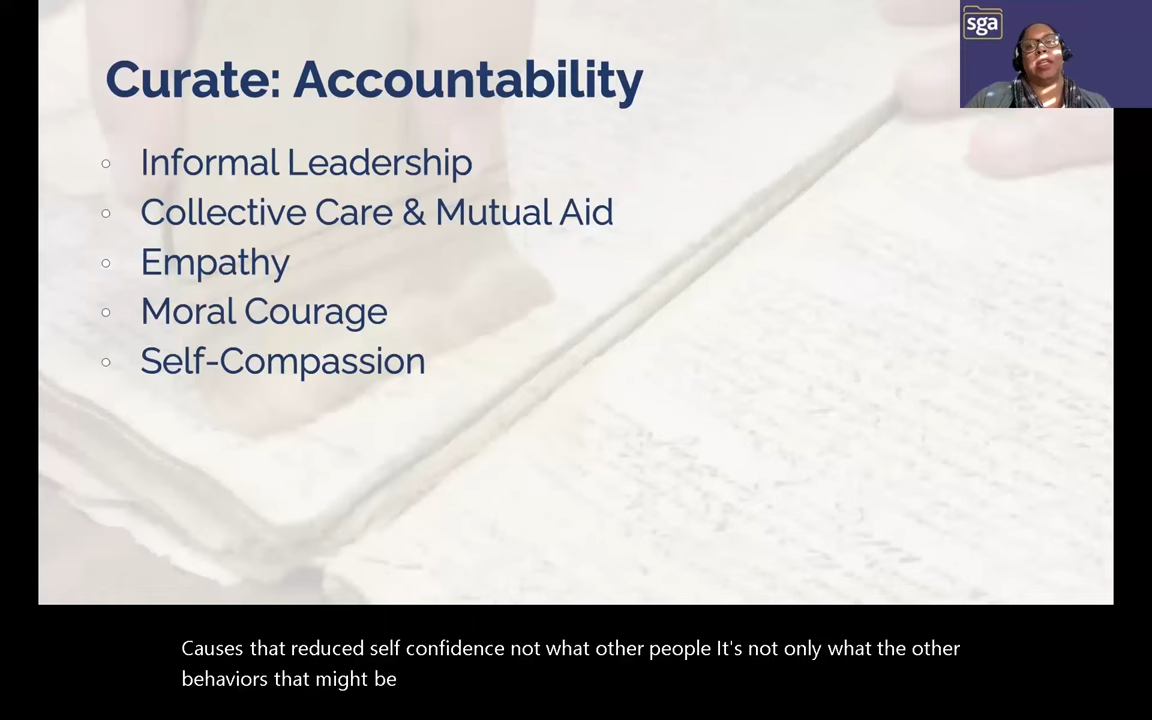 sga
Curate: Accountability
Informal Leadership
Collective Care & Mutual Aid
Empathy
Moral Courage
Self-Compassion
Causes that reduced self confidence not what other people It's not only what the other
behaviors that might be